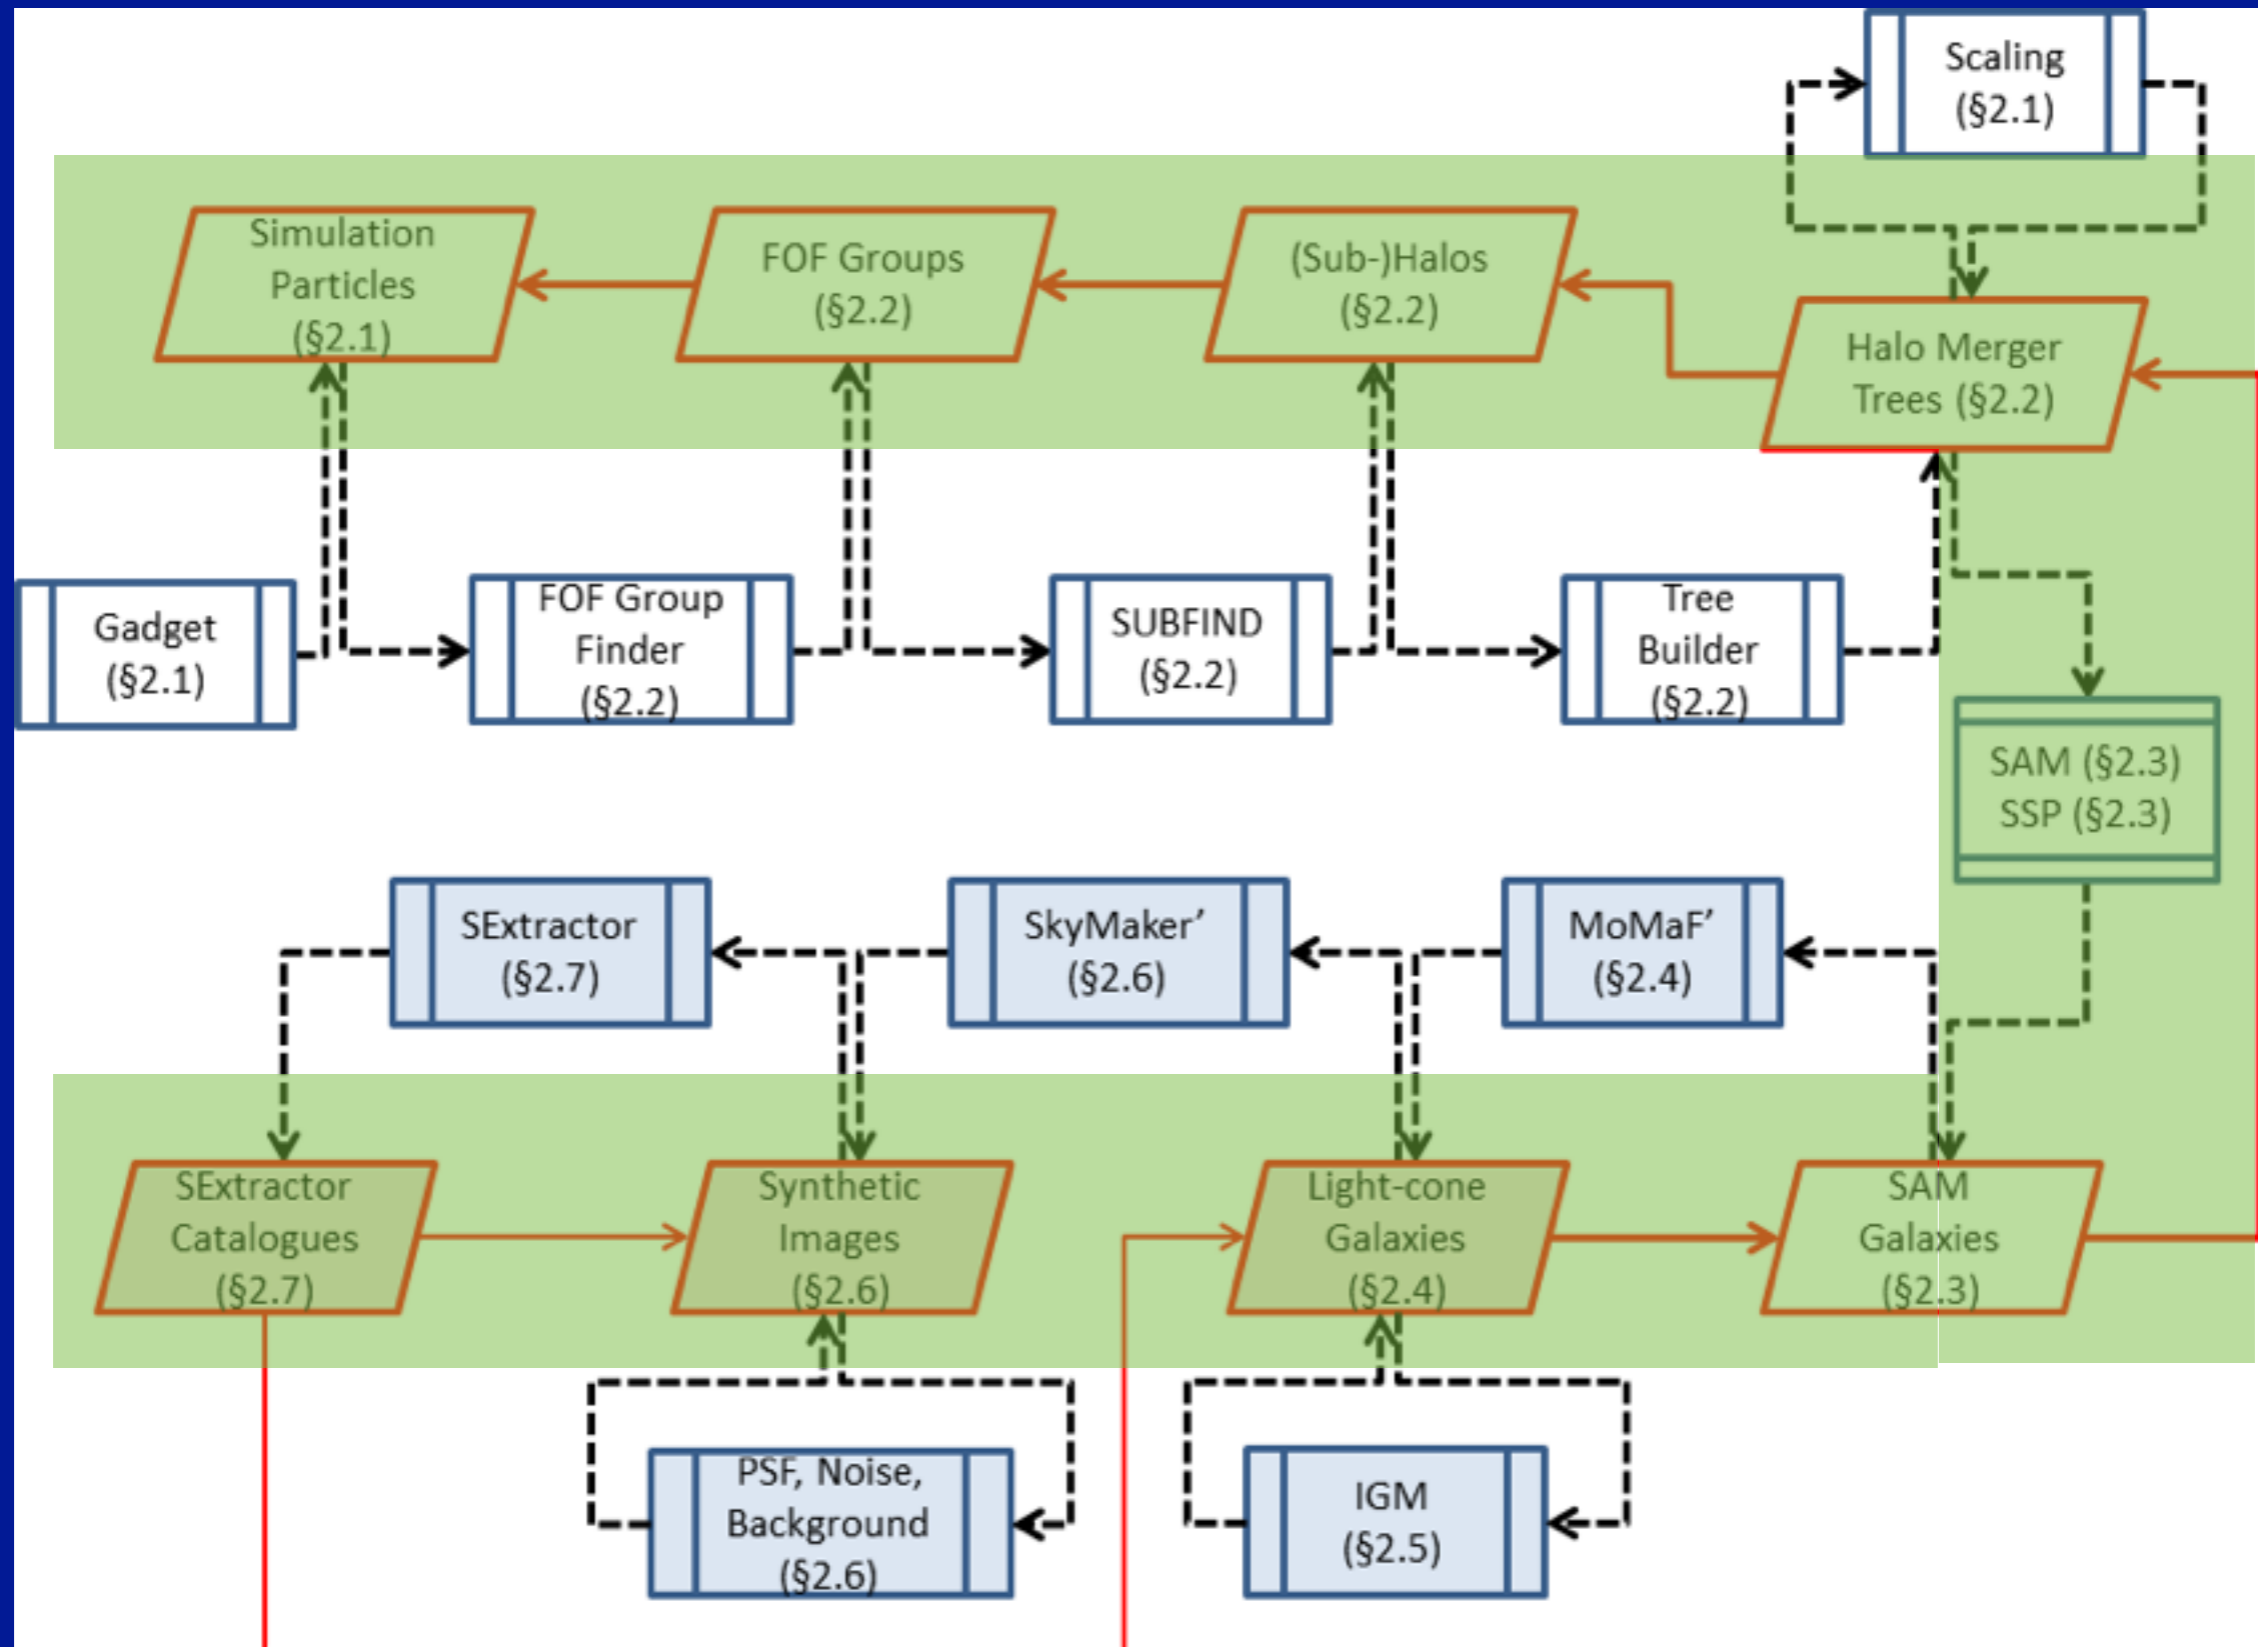 Scaling
(§2.1)
Simulation
Particles
(§2.1)
FOF Groups
(§2.2)
(Sub-)Halos
(§2.2)
Halo Merger
Trees (§2.2)
Gadget
(§2.1)
FOF Group
Finder
(§2.2)
SUBFIND
(§2.2)
Tree
Builder
(§2.2)
SAM (§2.3)
SSP (§2.3)
SExtractor
(§2.7)
SkyMaker’
(§2.6)
MoMaF’
(§2.4)
SExtractor
Catalogues
(§2.7)
Synthetic
Images
(§2.6)
Light-cone
Galaxies
(§2.4)
SAM
Galaxies
(§2.3)
PSF, Noise,
Background
(§2.6)
IGM
(§2.5)